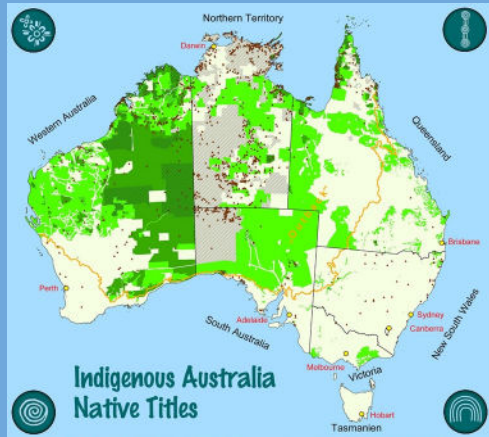 Northern Territory
Darwin
Western Australia
Queensland
Brisbane
Perth
Adelaide
South Australia
Sydney
Canberra
New South Wales
Melbourne
Victoria
Indigenous Australia
Native Titles
Hobart
Tasmanien